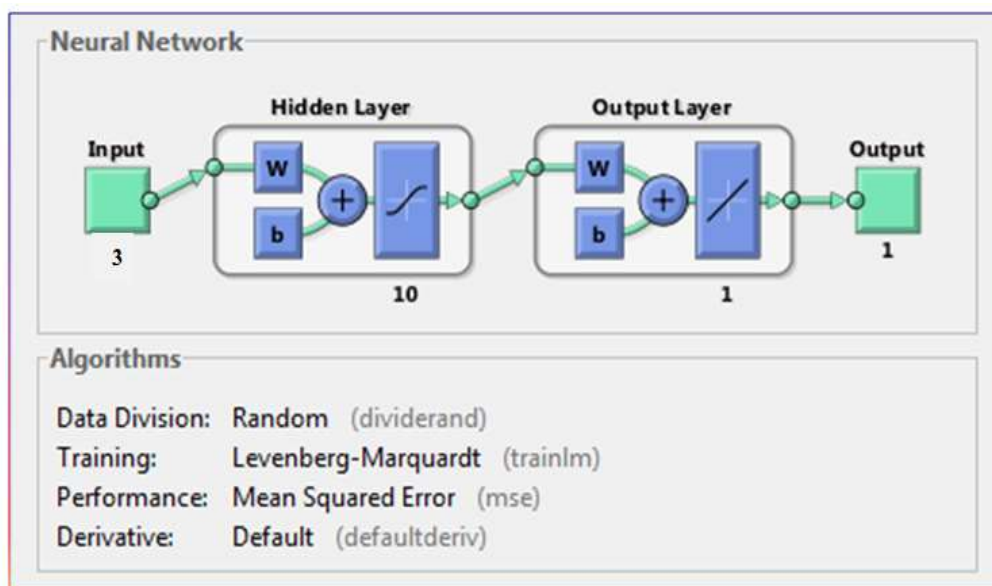 Neural Network
Hidden Layer
Output Layer
Input
Output
W
W
b
b
3
1
10
1
Algorithms
Data Division: Random (dividerand)
Training: Levenberg-Marquardt (trainlm)
Performance: Mean Squared Error (mse)
Derivative: Default (defaultderiv)